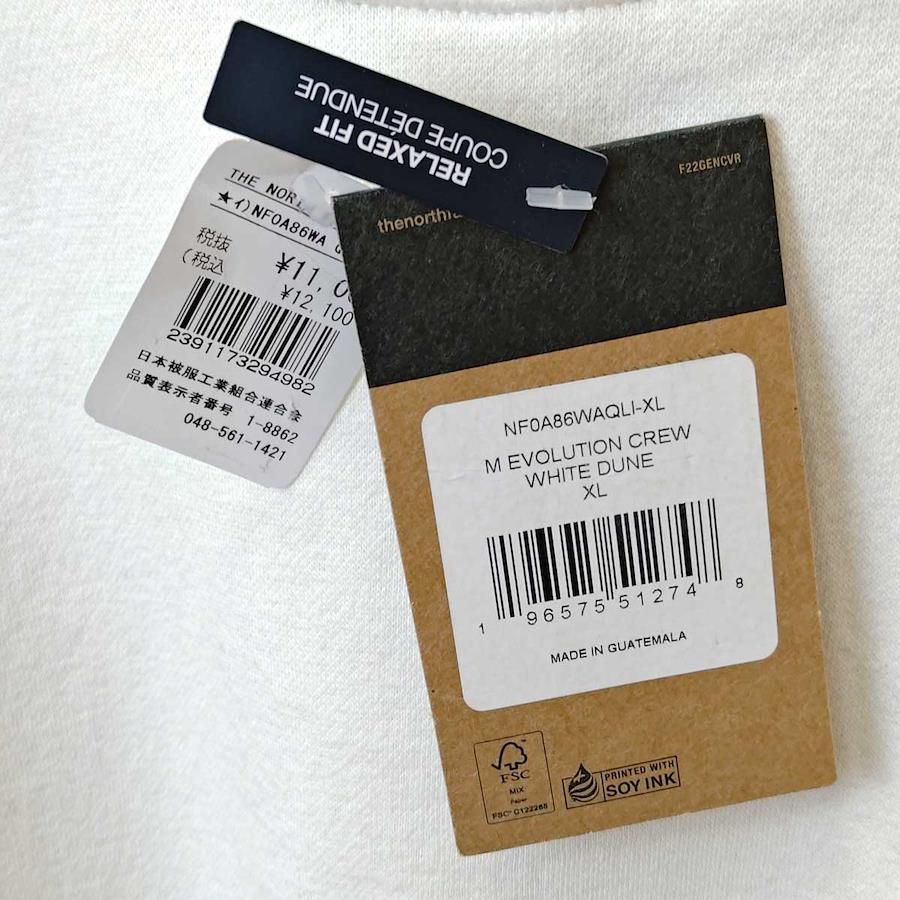 RELAXED FIT
COUPE DÉTENDUE
THE
★イ)NF0A86WA
税抜
¥11,
(税込
¥12,100
2391173294982
日本被服工業組合連合会
品質表示者番号 1-8862
048-561-1421
F22GENCVR
NF0A86WAQLI-XL
M EVOLUTION CREW
WHITE DUNE
XL
1 96575 51274 8
MADE IN GUATEMALA
FSC
MIX
Paper
FSC® C122268
PRINTED WITH
SOY INK